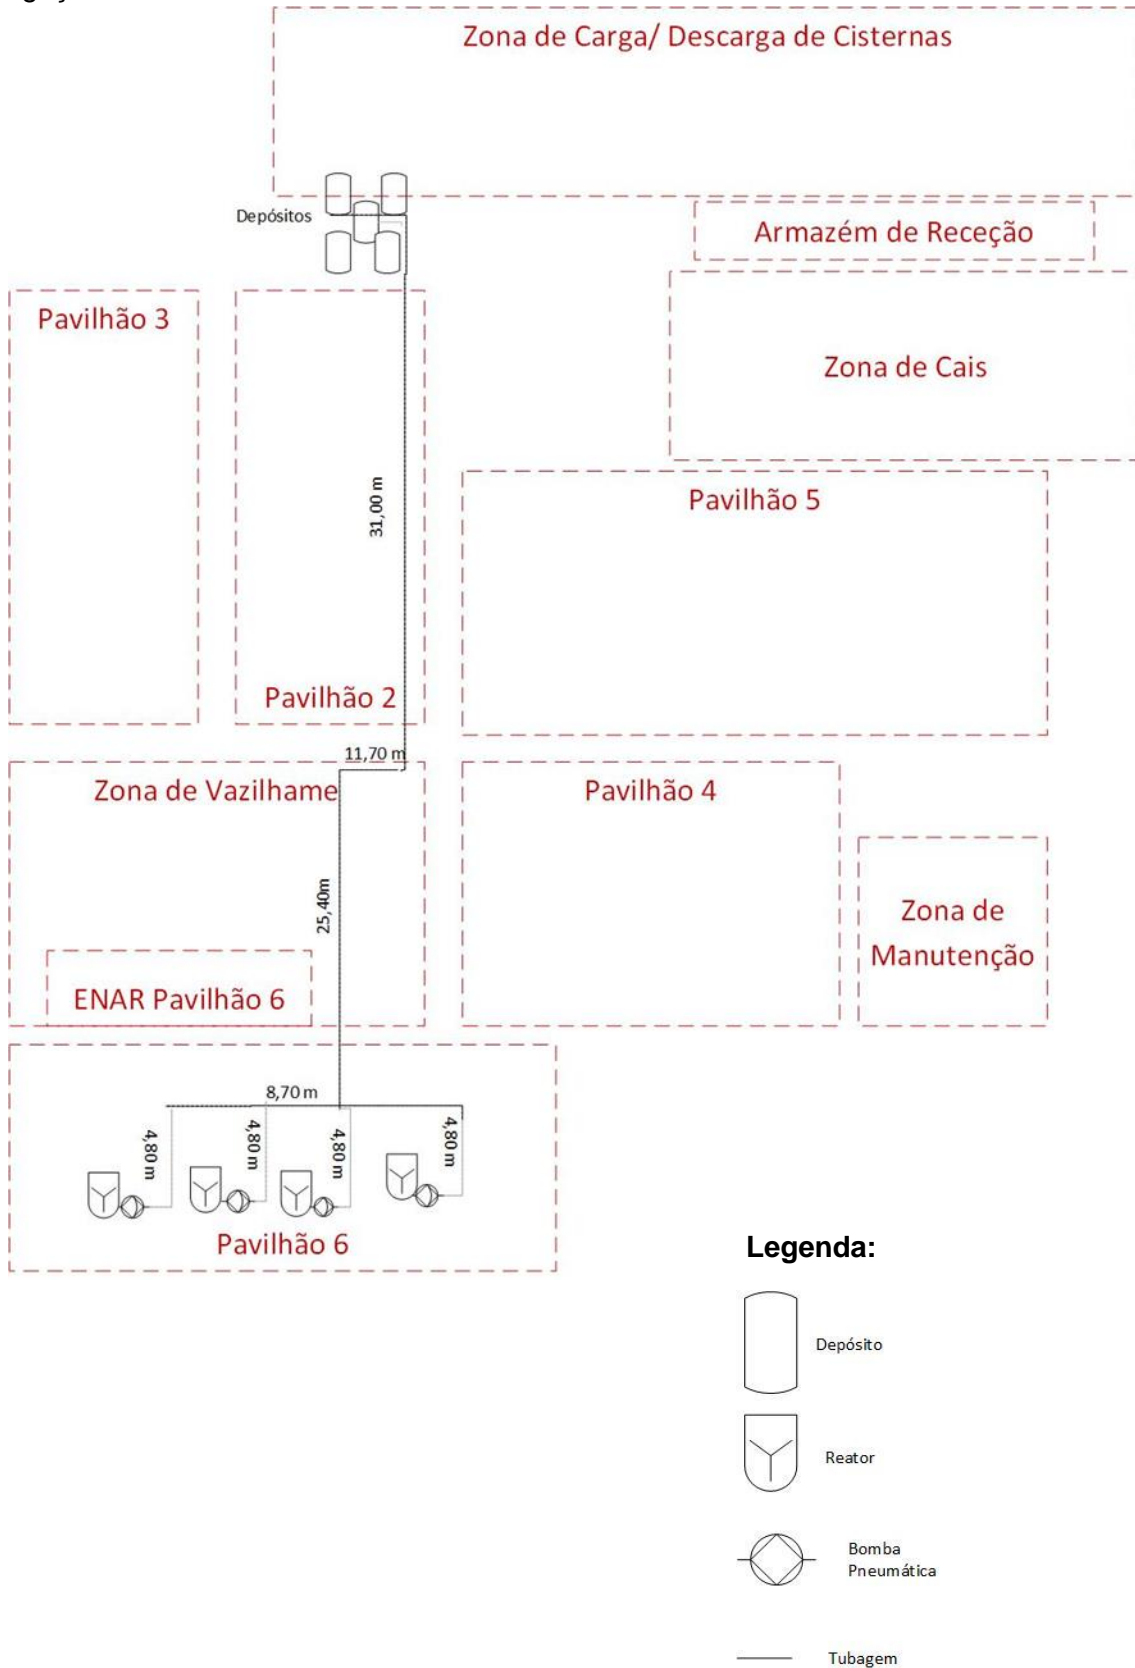 Zona de Carga/ Descarga de Cisternas
Depósitos
Armazém de Receção
Pavilhão 3
Zona de Cais
31,00 m
Pavilhão 5
Pavilhão 2
11,70 m
Zona de Vazilhame
Pavilhão 4
25,40m
Zona de
Manutenção
ENAR Pavilhão 6
8,70 m
4,80 m
4,80 m
4,80 m
4,80 m
Pavilhão 6
Legenda:
Depósito
Reator
Bomba
Pneumática
Tubagem